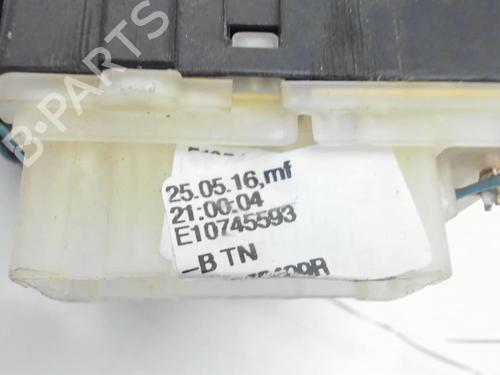 B-PARTS
25.05.16,mf
21:00:04
E10745593
-B TN